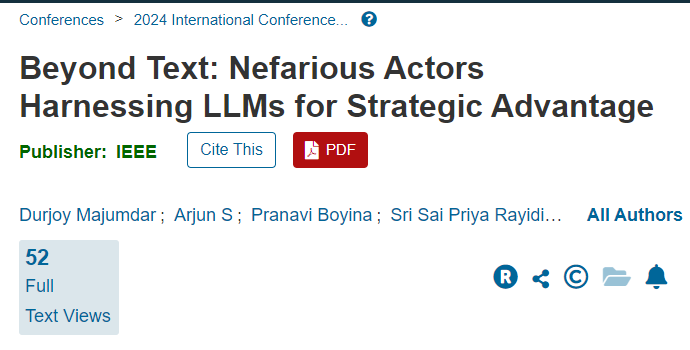 Conferences > 2024 International Conference... ?
Beyond Text: Nefarious Actors
Harnessing LLMs for Strategic Advantage
Publisher: IEEE Cite This PDF
Durjoy Majumdar ; Arjun S ; Pranavi Boyina ; Sri Sai Priya Rayidi... All Authors
52
Full
Text Views
R ©